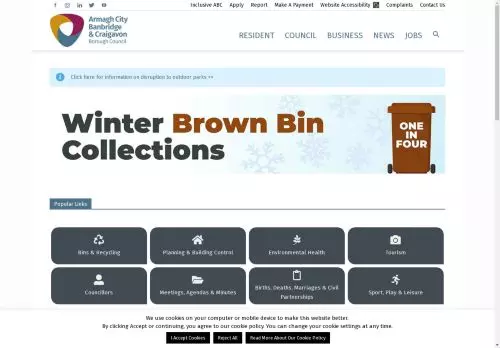 Inclusive ABC Apply Report Make A Payment Website Accessibility Complaints Contact Us
Armagh City
Banbridge
& Craigavon
Borough Council
RESIDENT COUNCIL BUSINESS NEWS JOBS
Click here for information on disruption to outdoor parks >>
Winter Brown Bin
Collections
ONE
IN
FOUR
Popular Links
Bins & Recycling Planning & Building Control Environmental Health Tourism
Councillors Meetings, Agendas & Minutes Births, Deaths, Marriages & Civil
Partnerships Sport, Play & Leisure
We use cookies on your computer or mobile device to make this website better.
By clicking Accept or continuing, you agree to our cookie policy. You can change your cookie settings at any time.
I Accept Cookies Reject All Read More About Our Cookie Policy